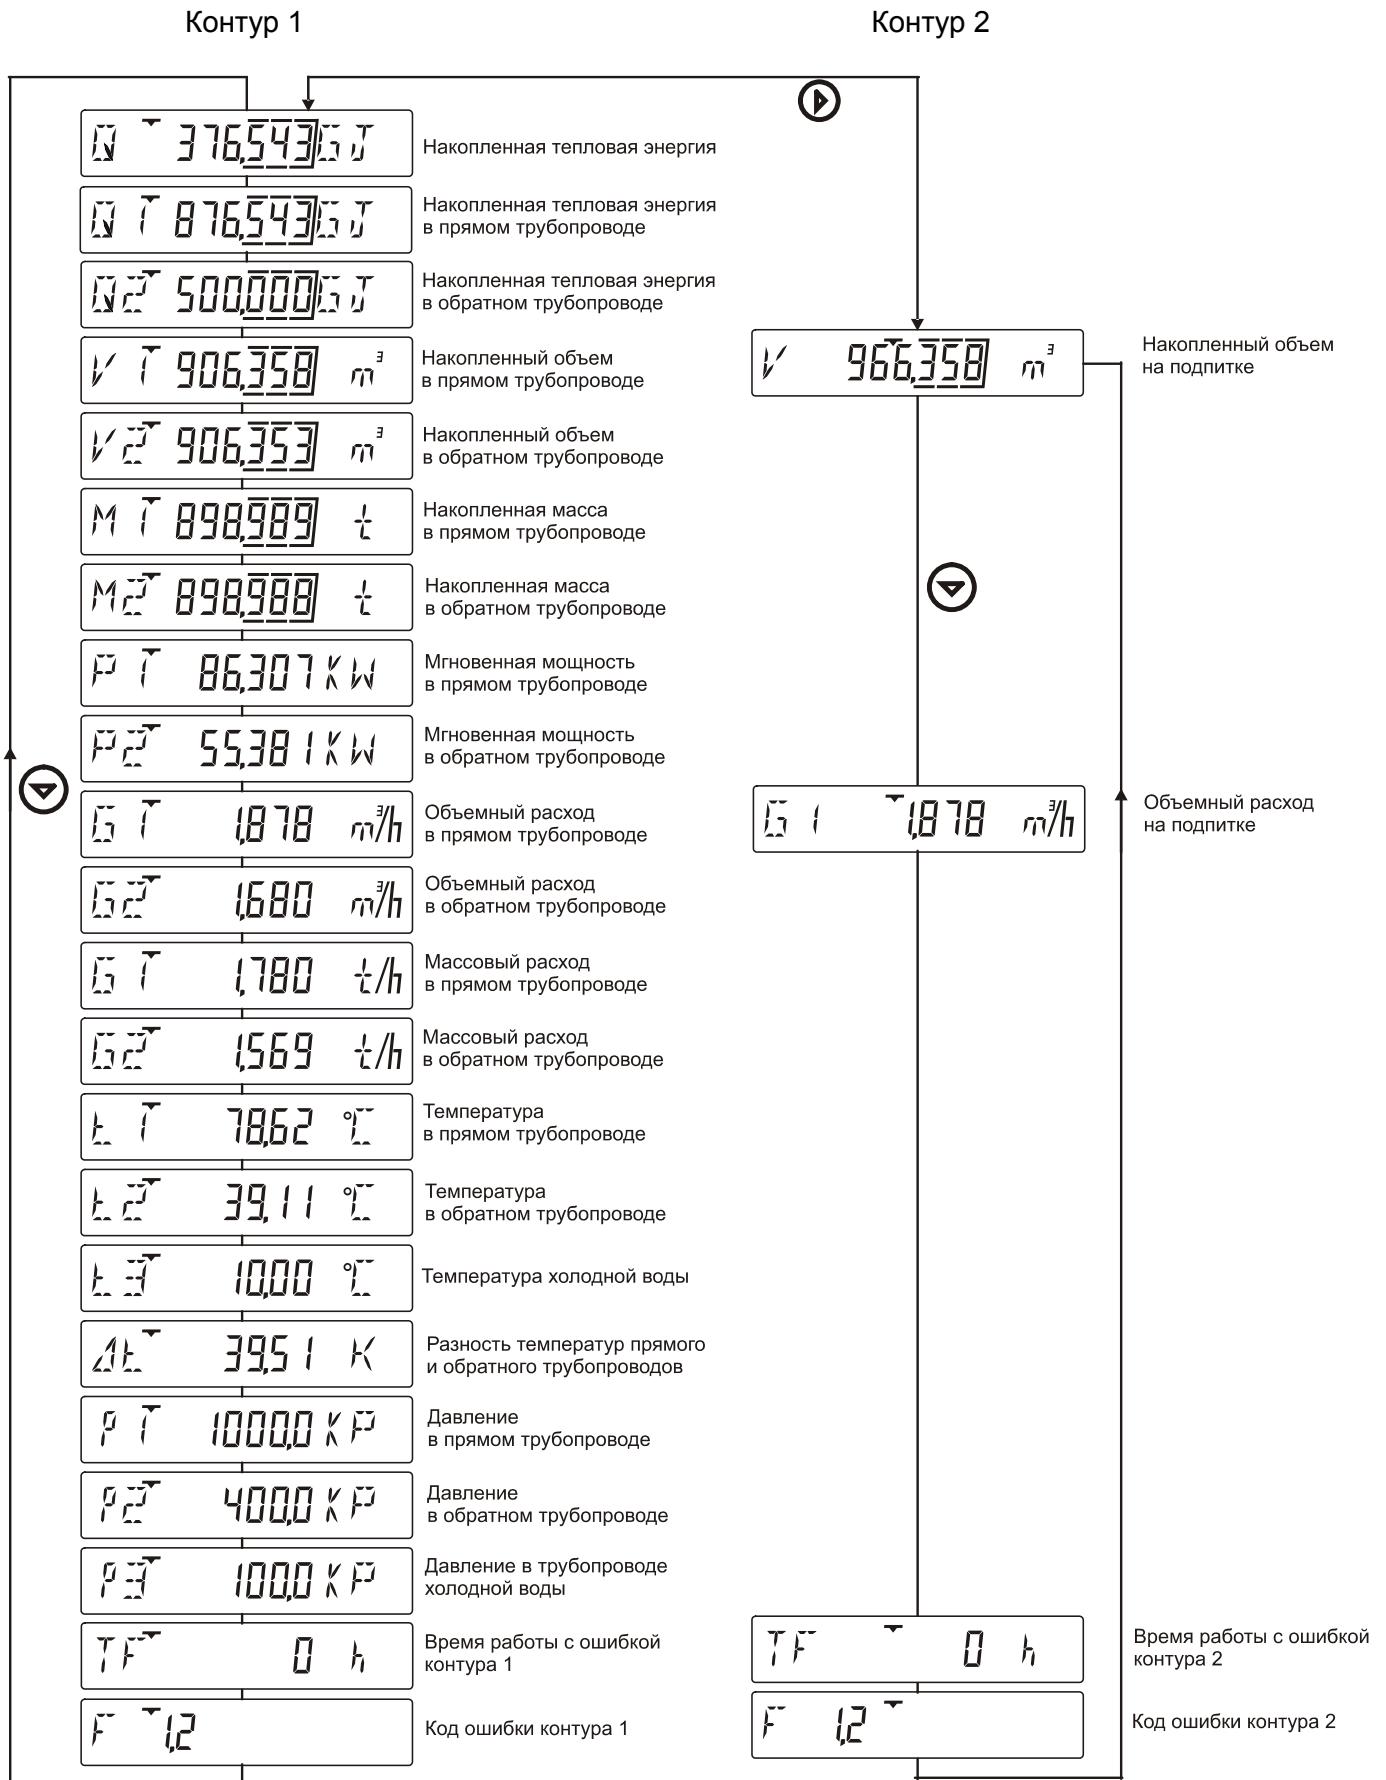 Контур 1
Контур 2
Q 376,543 GJ
Накопленная тепловая энергия
Q 1 876,543 GJ
Накопленная тепловая энергия
в прямом трубопроводе
Q2 500,000 GJ
Накопленная тепловая энергия
в обратном трубопроводе
V 1 906,358 m³
Накопленный объем
в прямом трубопроводе
V 966,358 m³
Накопленный объем
на подпитке
V2 906,353 m³
Накопленный объем
в обратном трубопроводе
M 1 898,989 t
Накопленная масса
в прямом трубопроводе
M2 898,988 t
Накопленная масса
в обратном трубопроводе
P 1 86,307 KW
Мгновенная мощность
в прямом трубопроводе
P2 55,381 KW
Мгновенная мощность
в обратном трубопроводе
G 1 1,878 m³/h
Объемный расход
в прямом трубопроводе
G 1 1,878 m³/h
Объемный расход
на подпитке
G2 1,680 m³/h
Объемный расход
в обратном трубопроводе
G 1 1,780 t/h
Массовый расход
в прямом трубопроводе
G2 1,569 t/h
Массовый расход
в обратном трубопроводе
t 1 78,62 °C
Температура
в прямом трубопроводе
t2 39,11 °C
Температура
в обратном трубопроводе
t3 10,00 °C
Температура холодной воды
Δt 39,51 K
Разность температур прямого
и обратного трубопроводов
P 1 1000,0 KP
Давление
в прямом трубопроводе
P2 400,0 KP
Давление
в обратном трубопроводе
P3 100,0 KP
Давление в трубопроводе
холодной воды
TF 0 h
Время работы с ошибкой
контура 1
TF 0 h
Время работы с ошибкой
контура 2
F 1,2
Код ошибки контура 1
F 1,2
Код ошибки контура 2